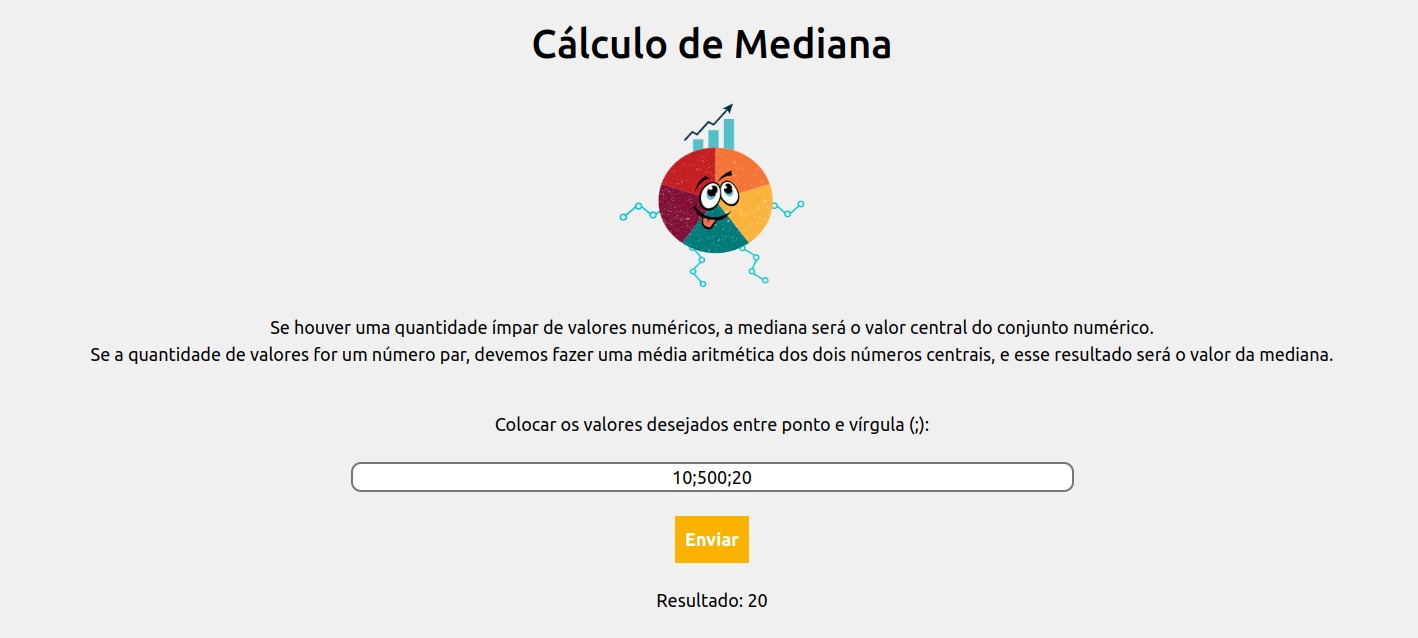 Cálculo de Mediana
Se houver uma quantidade ímpar de valores numéricos, a mediana será o valor central do conjunto numérico.
Se a quantidade de valores for um número par, devemos fazer uma média aritmética dos dois números centrais, e esse resultado será o valor da mediana.
Colocar os valores desejados entre ponto e vírgula (;):
10;500;20
Enviar
Resultado: 20